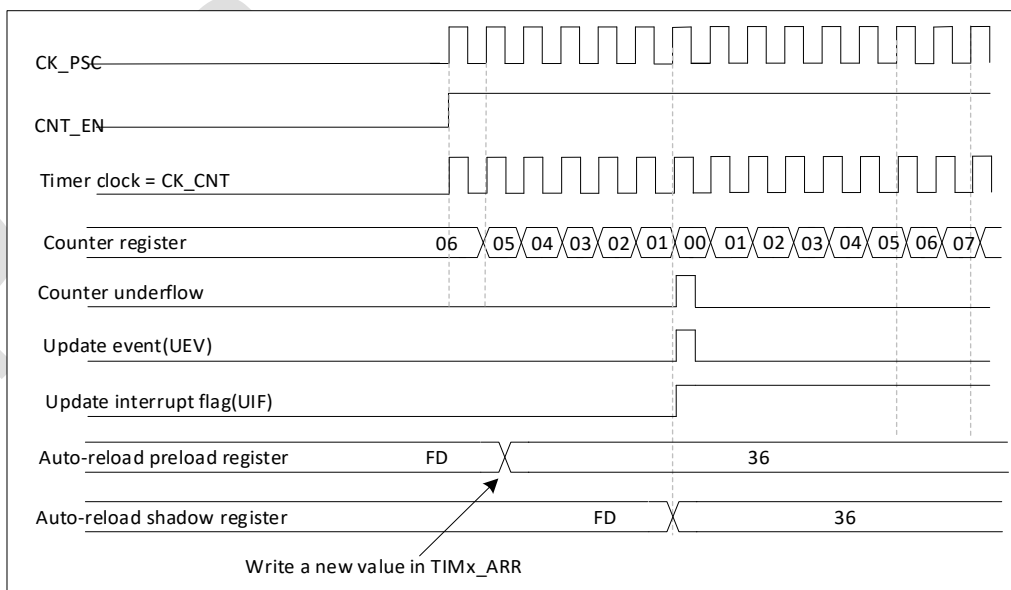 CK_PSC
CNT_EN
Timer clock = CK_CNT
Counter register 06 05 04 03 02 01 00 01 02 03 04 05 06 07
Counter underflow
Update event(UEV)
Update interrupt flag(UIF)
Auto-reload preload register FD 36
Auto-reload shadow register FD 36
Write a new value in TIMx_ARR